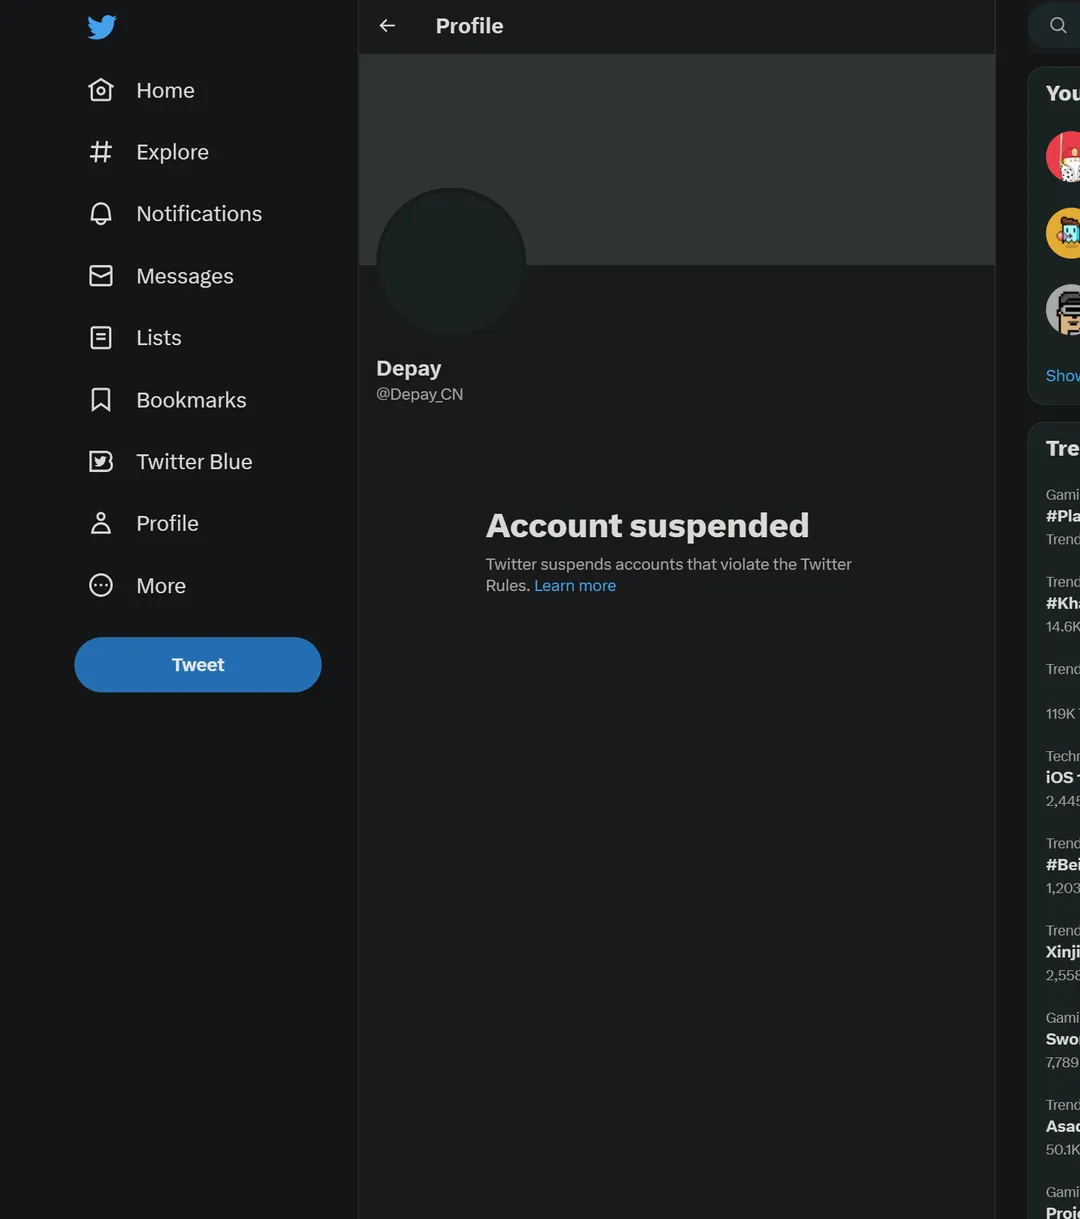 Profile
Home
Explore
Notifications
Messages
Lists
Bookmarks
Twitter Blue
Profile
More
Tweet
Depay
@Depay_CN
Account suspended
Twitter suspends accounts that violate the Twitter
Rules. Learn more
You
Show
Tre
Gami
#Pla
Trend
Trend
#Kha
14.6K
Trend
119K
Techn
iOS
2,445
Trend
#Bei
1,203
Trend
Xinji
2,558
Gami
Swo
7,789
Trend
Asad
50.1K
Gami
Proje